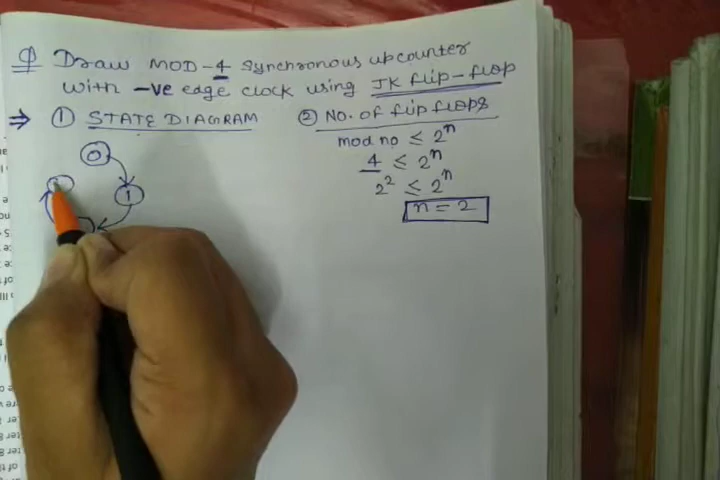 Q Draw MOD-4 synchronous up counter
with -ve edge clock using JK flip-flop
⇒ ① STATE DIAGRAM
0
1
② No. of flip flops
mod no ≤ 2ⁿ
4 ≤ 2ⁿ
2² ≤ 2ⁿ
n = 2